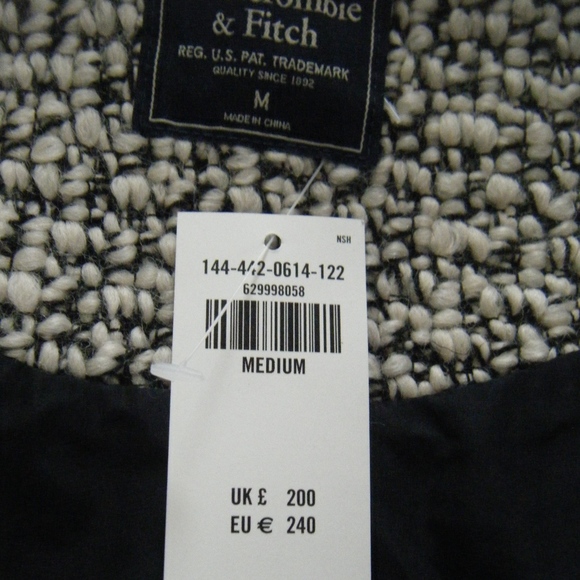 & Fitch
REG. U.S. PAT. TRADEMARK
QUALITY SINCE 1892
M
MADE IN CHINA
NSH
144-442-0614-122
629998058
MEDIUM
UK £ 200
EU € 240